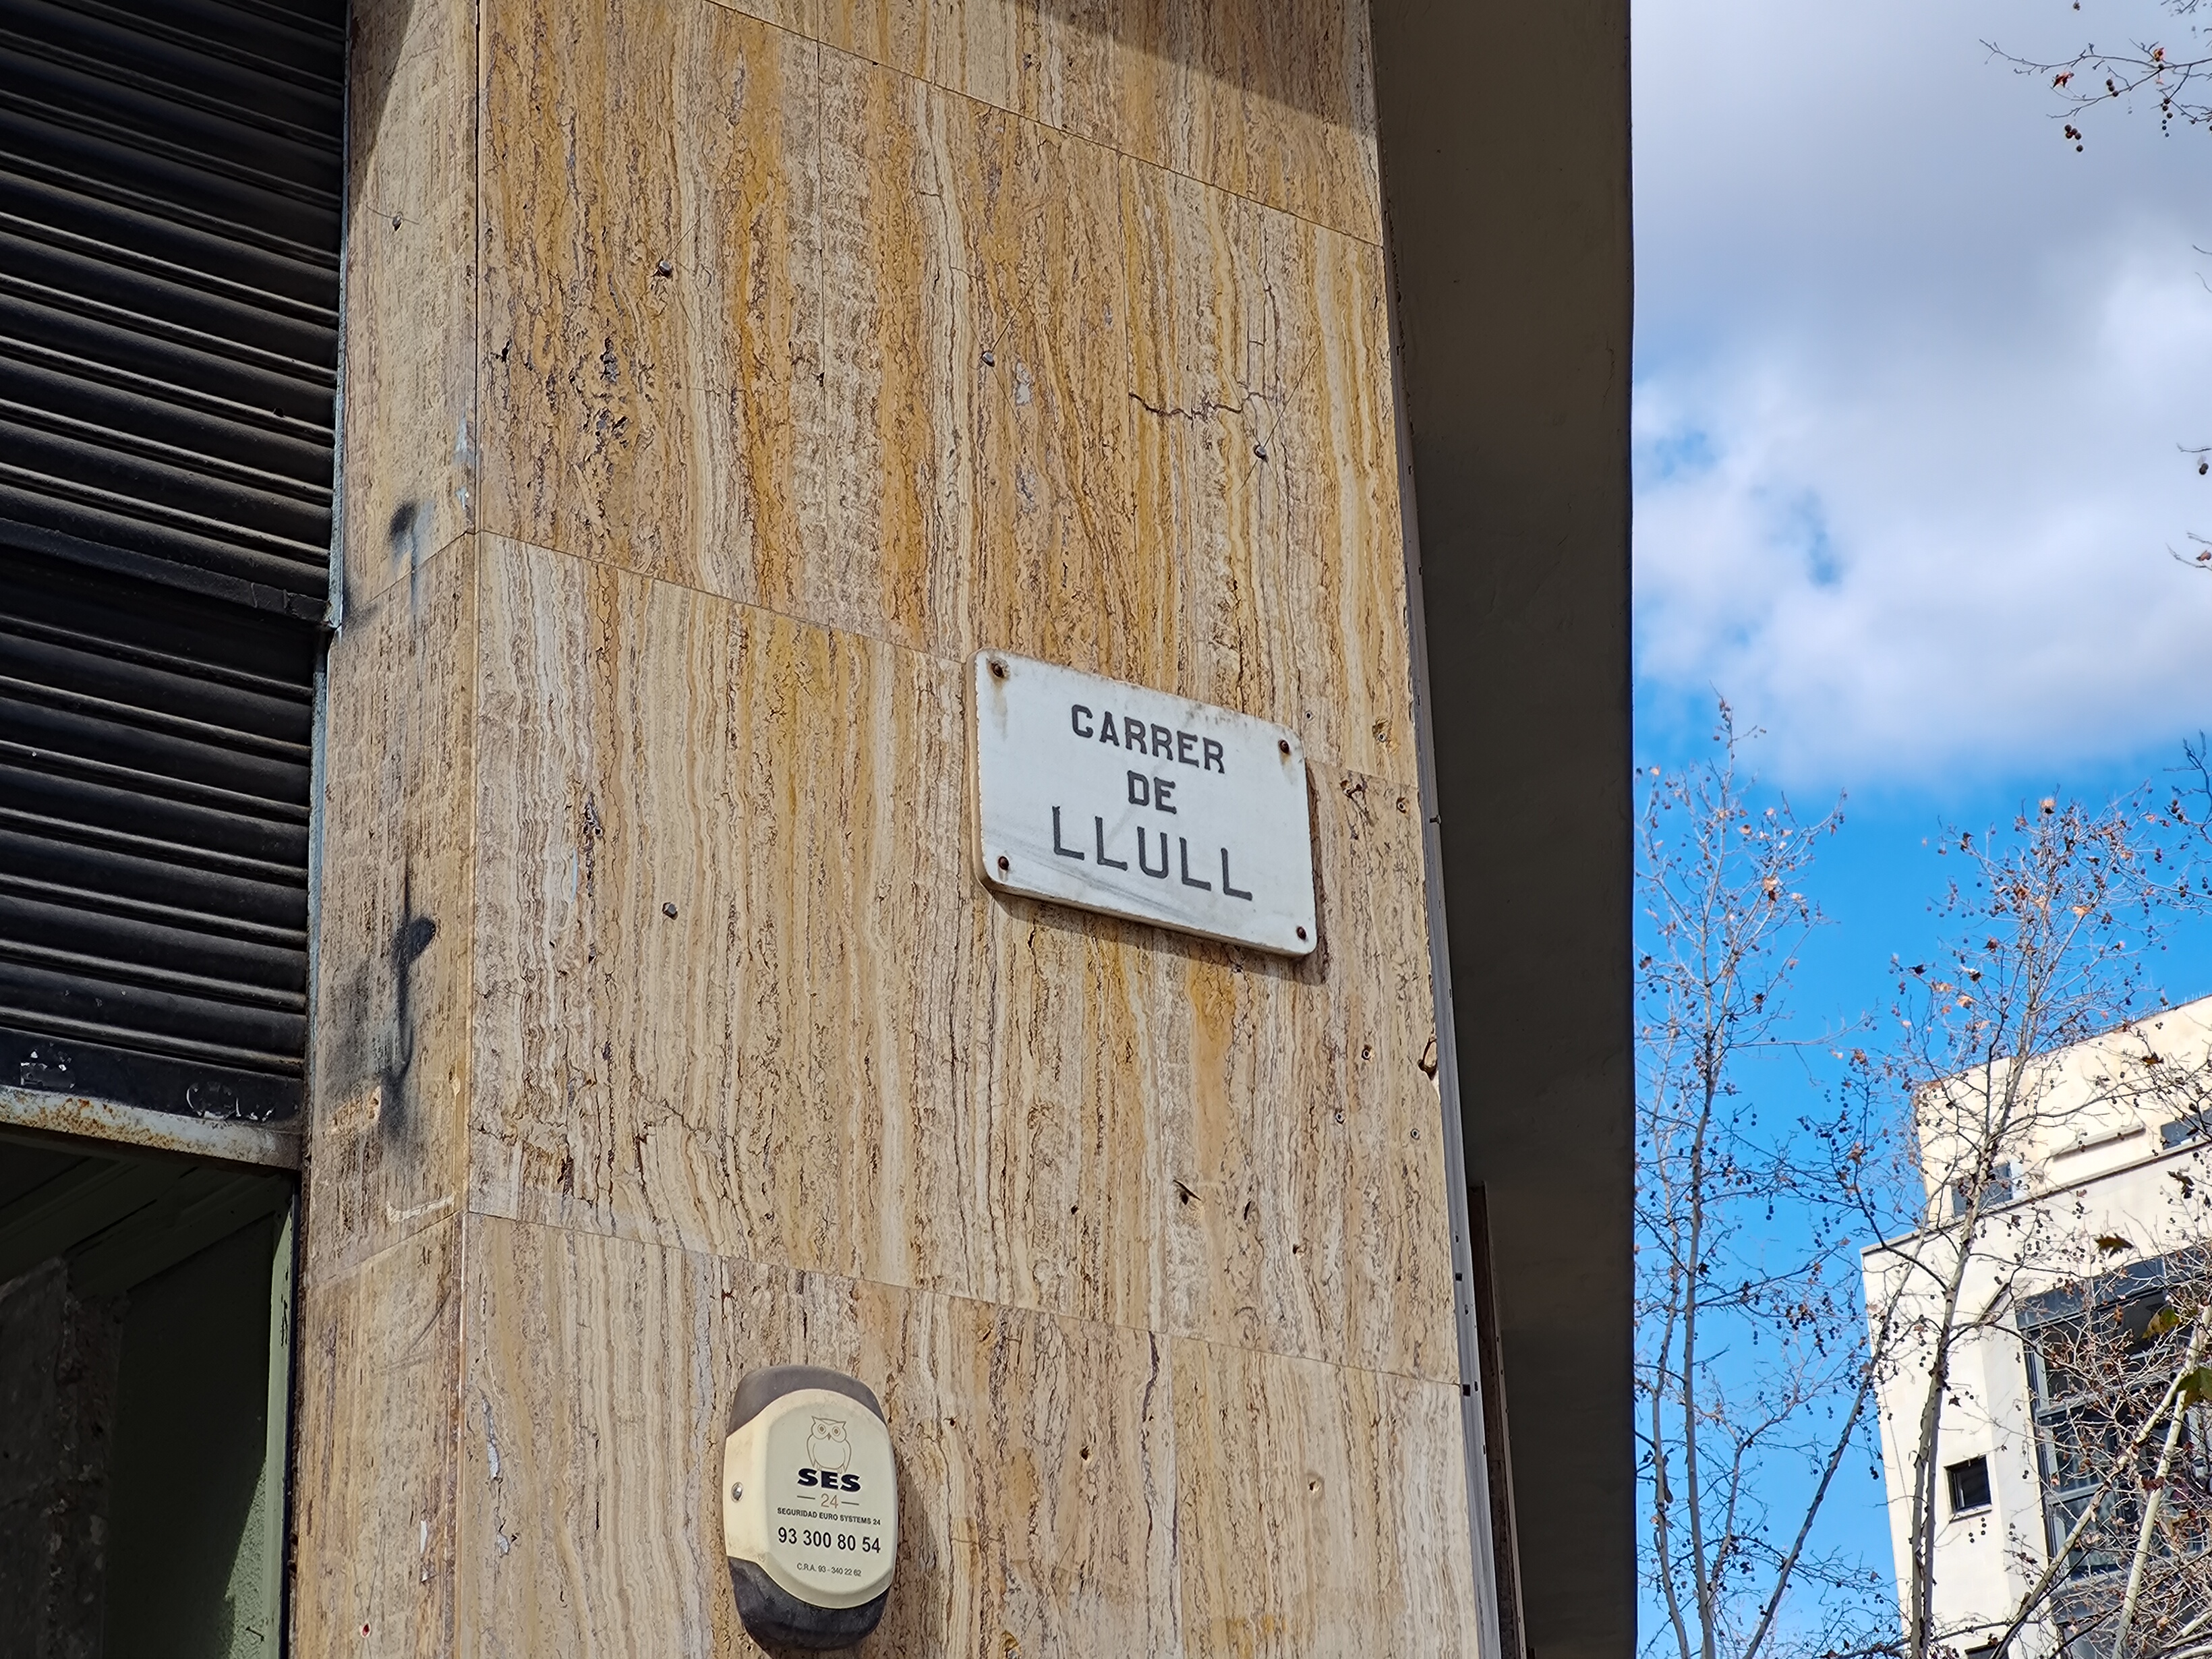 CARRER
DE
LLULL
SES
24
SEGURIDAD EURO SYSTEMS 24
93 300 80 54
C.R.A. 93 - 340 22 62